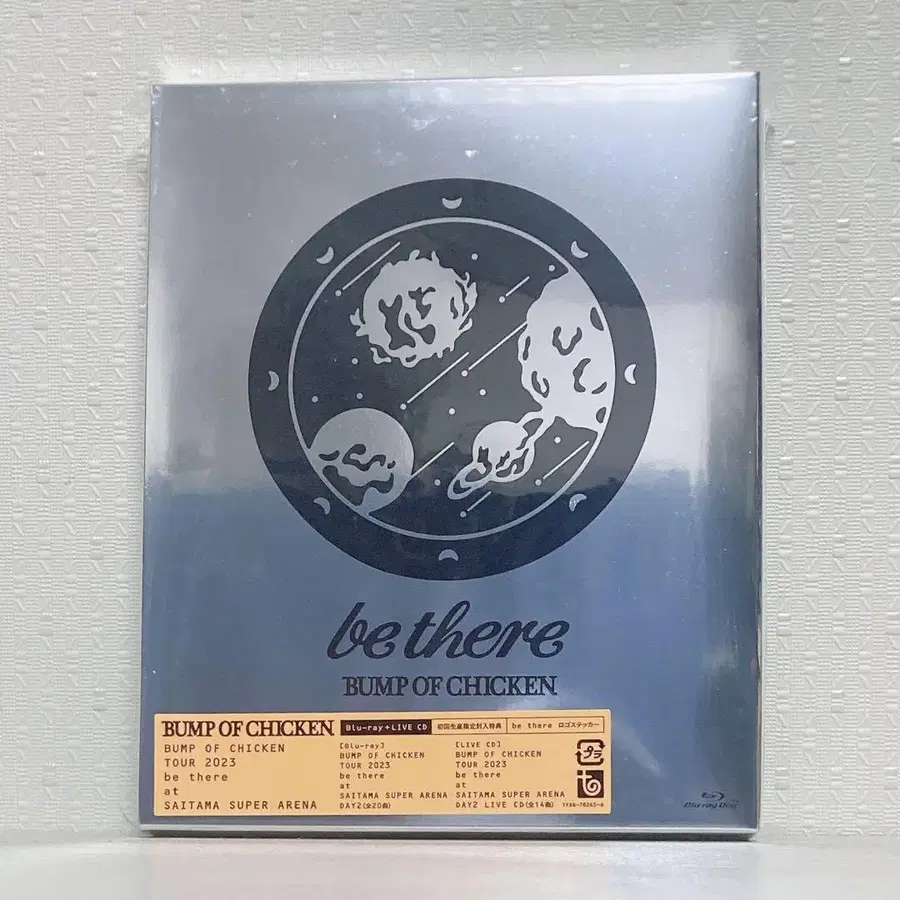 be there
BUMP OF CHICKEN
BUMP OF CHICKEN
BUMP OF CHICKEN
TOUR 2023
be there
at
SAITAMA SUPER ARENA
Blu-ray+LIVE CD
初回生産限定封入特典
be there ロゴステッカー
[Blu-ray]
BUMP OF CHICKEN
TOUR 2023
be there
at
SAITAMA SUPER ARENA
DAY2(全20曲)
[LIVE CD]
BUMP OF CHICKEN
TOUR 2023
be there
at
SAITAMA SUPER ARENA
DAY2 LIVE CD(全14曲)
プラ
Blu-ray Disc